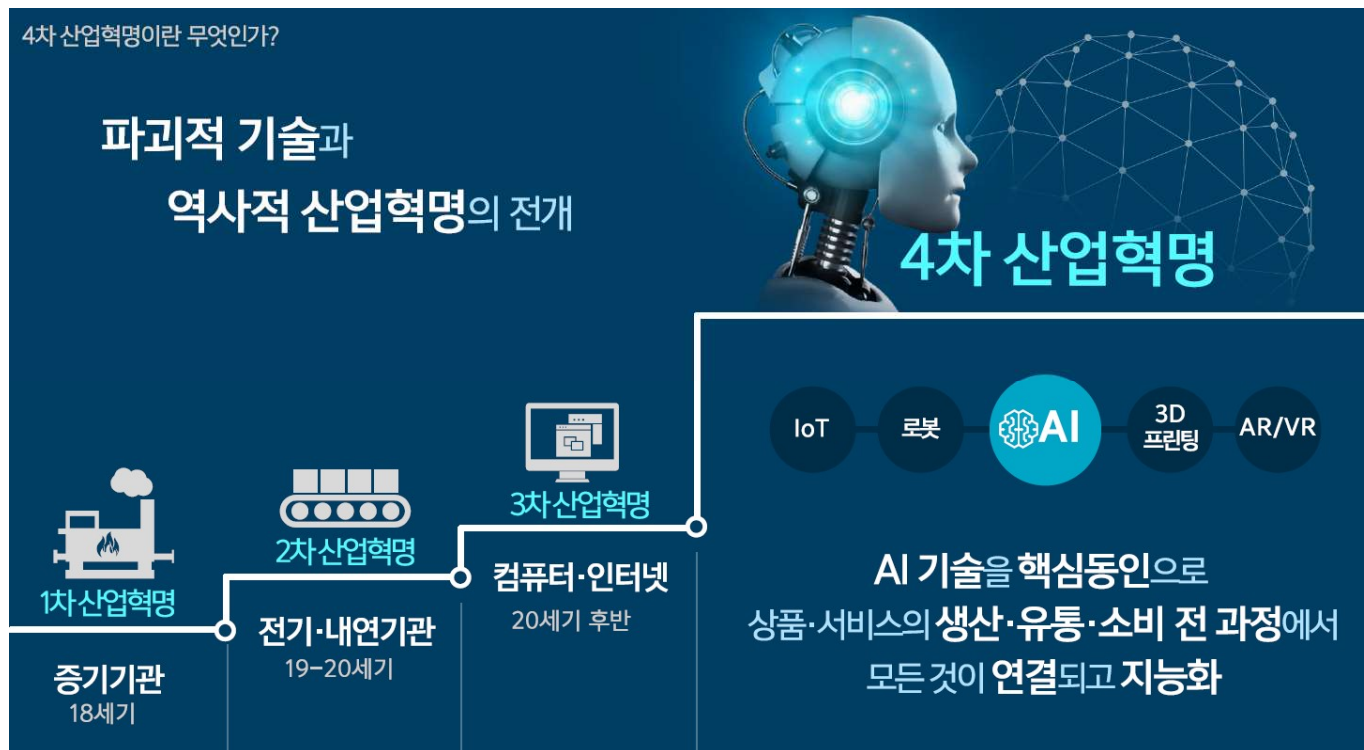 4차 산업혁명이란 무엇인가?
파괴적 기술과
역사적 산업혁명의 전개
4차 산업혁명
IoT
로봇
AI
3D
프린팅
AR/VR
1차산업혁명
증기기관
18세기
2차산업혁명
전기·내연기관
19-20세기
3차산업혁명
컴퓨터·인터넷
20세기 후반
AI 기술을 핵심동인으로
상품·서비스의 생산·유통·소비 전 과정에서
모든 것이 연결되고 지능화